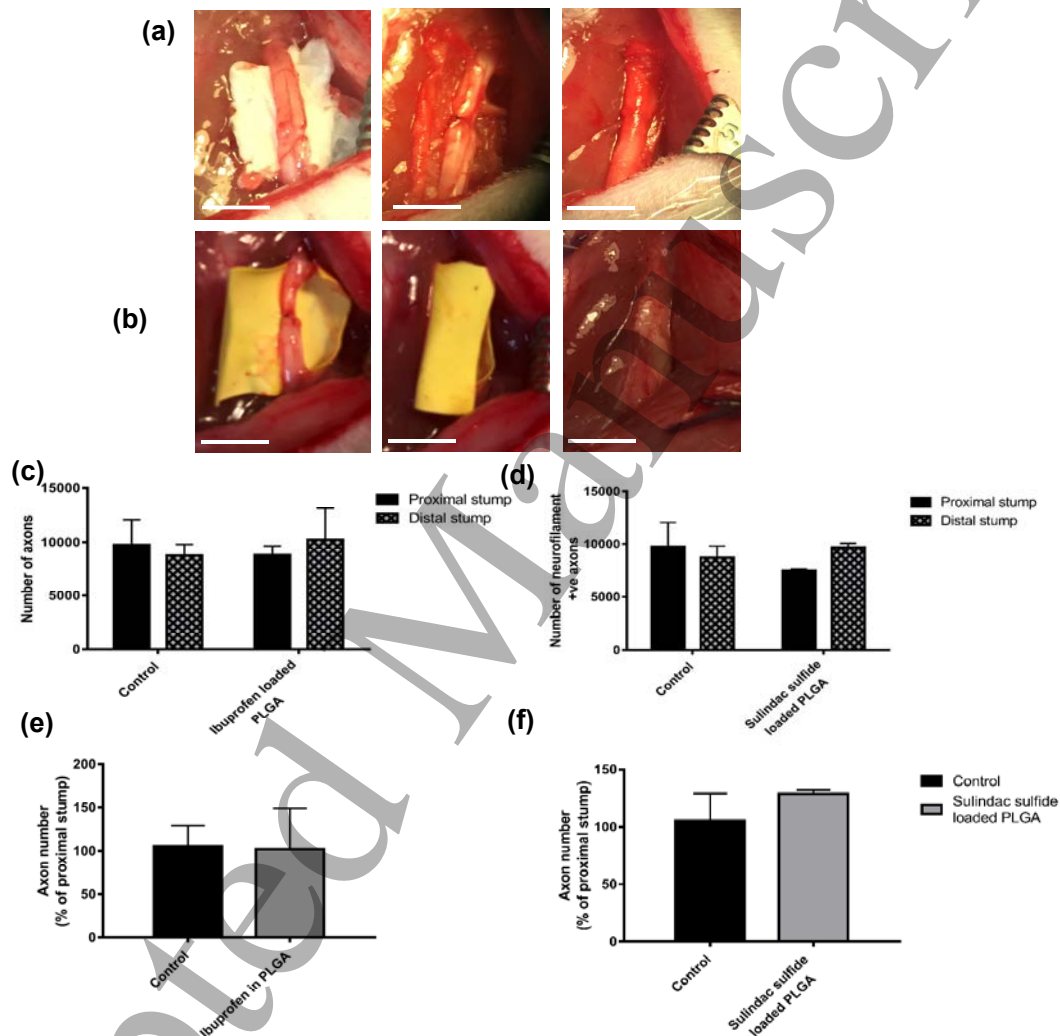 (a)
(b)
(c)
15000
10000
5000
0
Number of axons
Control
Ibuprofen loaded
PLGA
Proximal stump
Distal stump
(d)
15000
10000
5000
0
Number of neurofilament
+ve axons
Control
Sulindac sulfide
loaded PLGA
Proximal stump
Distal stump
(e)
200
150
100
50
0
Axon number
(% of proximal stump)
Control
Ibuprofen in PLGA
(f)
150
100
50
0
Axon number
(% of proximal stump)
Control
Sulindac sulfide
loaded PLGA
Control
Sulindac sulfide
loaded PLGA
pted Manuscri